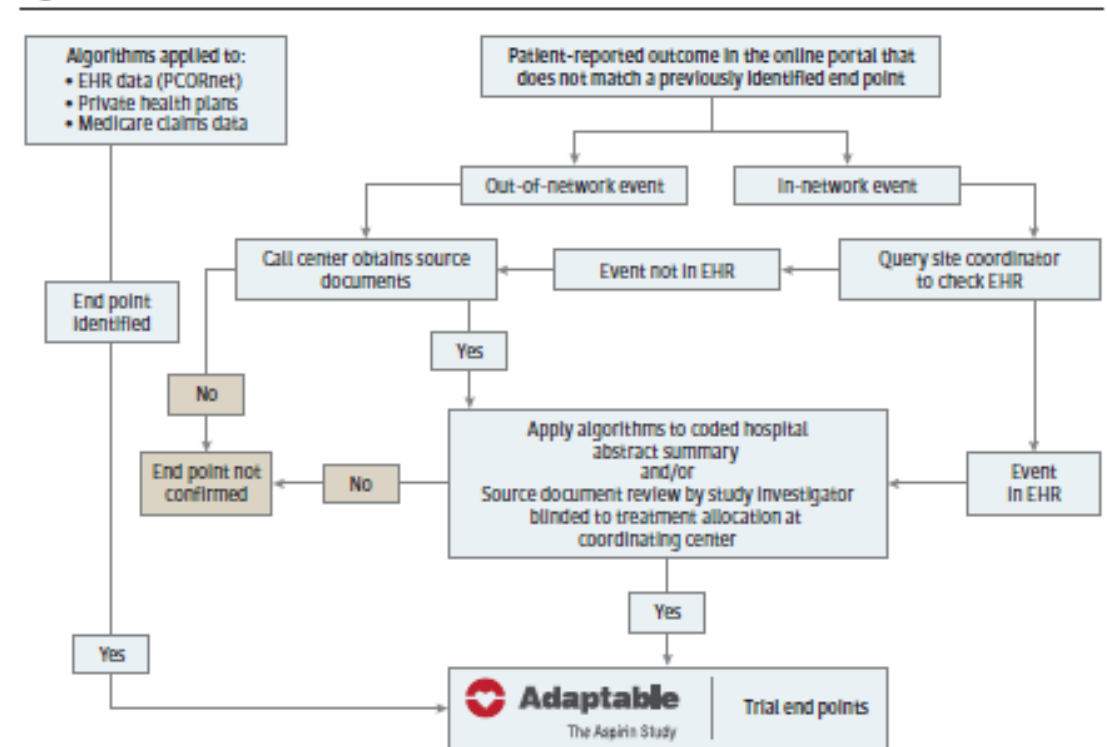 Algorithms applied to:
• EHR data (PCORnet)
• Private health plans
• Medicare claims data
Patient-reported outcome in the online portal that
does not match a previously identified end point
Out-of-network event
In-network event
Call center obtains source
documents
Event not in EHR
Query site coordinator
to check EHR
End point
identified
Yes
No
Apply algorithms to coded hospital
abstract summary
and/or
Source document review by study investigator
blinded to treatment allocation at
coordinating center
End point not
confirmed
No
Event
in EHR
Yes
Yes
Adaptable
The Aspirin Study
Trial end points